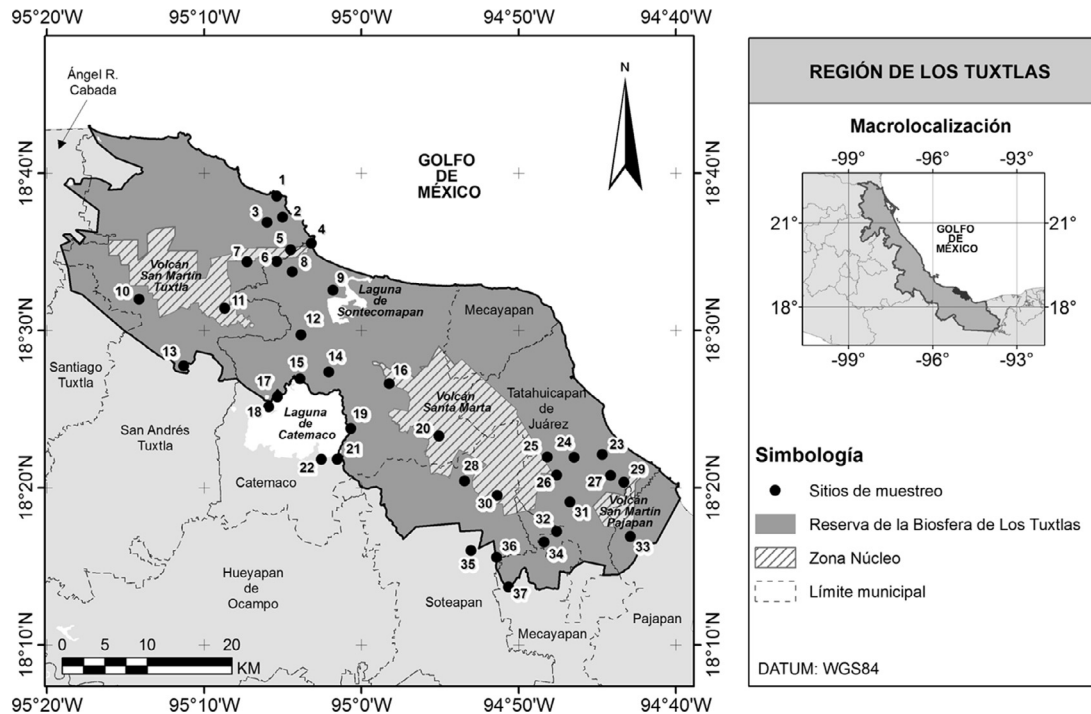 95°20'W 95°10'W 95°0'W 94°50'W 94°40'W
Ángel R.
Cabada
N
GOLFO
DE
MÉXICO
18°40'N
18°40'N
1
2
3
4
5
6
7
8
9
Volcán
San Martín
Tuxtla
Laguna
de
Sontecomapan
Mecayapan
10
11
12
18°30'N
18°30'N
13
14
15
16
Santiago
Tuxtla
17
18
Volcán
Santa Marta
Tatahuicapan
de
Juárez
San Andrés
Tuxtla
Laguna
de
Catemaco
19
20
21
22
23
24
25
26
27
28
29
30
31
Catemaco
18°20'N
18°20'N
Volcán
San Martín
Pajapan
32
33
34
35
36
37
Hueyapan
de
Ocampo
Soteapan
Mecayapan
Pajapan
18°10'N
18°10'N
0 5 10 20
KM
95°20'W 95°10'W 95°0'W 94°50'W 94°40'W
REGIÓN DE LOS TUXTLAS
Macrolocalización
-99° -96° -93°
21° 21°
GOLFO
DE
MÉXICO
18° 18°
-99° -96° -93°
Simbología
Sitios de muestreo
Reserva de la Biosfera de Los Tuxtlas
Zona Núcleo
Límite municipal
DATUM: WGS84